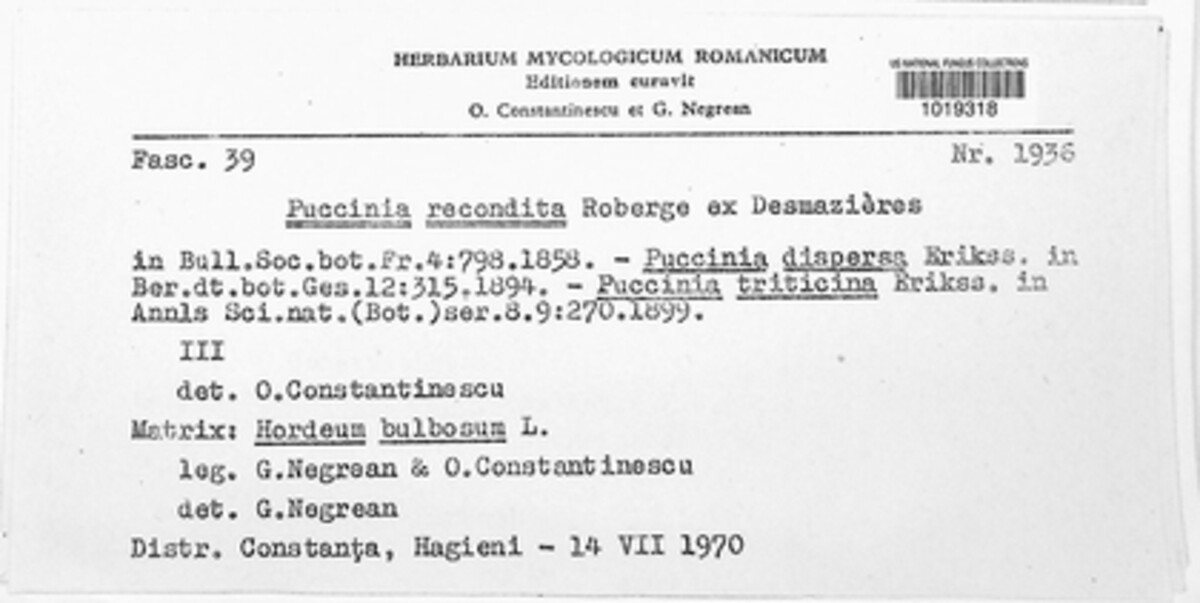 HERBARIUM MYCOLOGICUM ROMANICUM
Editionem curavit
O. Constantinescu et G. Negrean
US NATIONAL FUNGUS COLLECTIONS
1019318
Fasc. 39
Nr. 1936
Puccinia recondita Roberge ex Desmazières
in Bull.Soc.bot.Fr.4:798.1858. - Puccinia dispersa Erikss. in
Ber.dt.bot.Ges.12:315.1894. - Puccinia triticina Erikss. in
Annls Sci.nat.(Bot.)ser.8.9:270.1899.
III
det. O.Constantinescu
Matrix: Hordeum bulbosum L.
leg. G.Negrean & O.Constantinescu
det. G.Negrean
Distr. Constanţa, Hagieni - 14 VII 1970